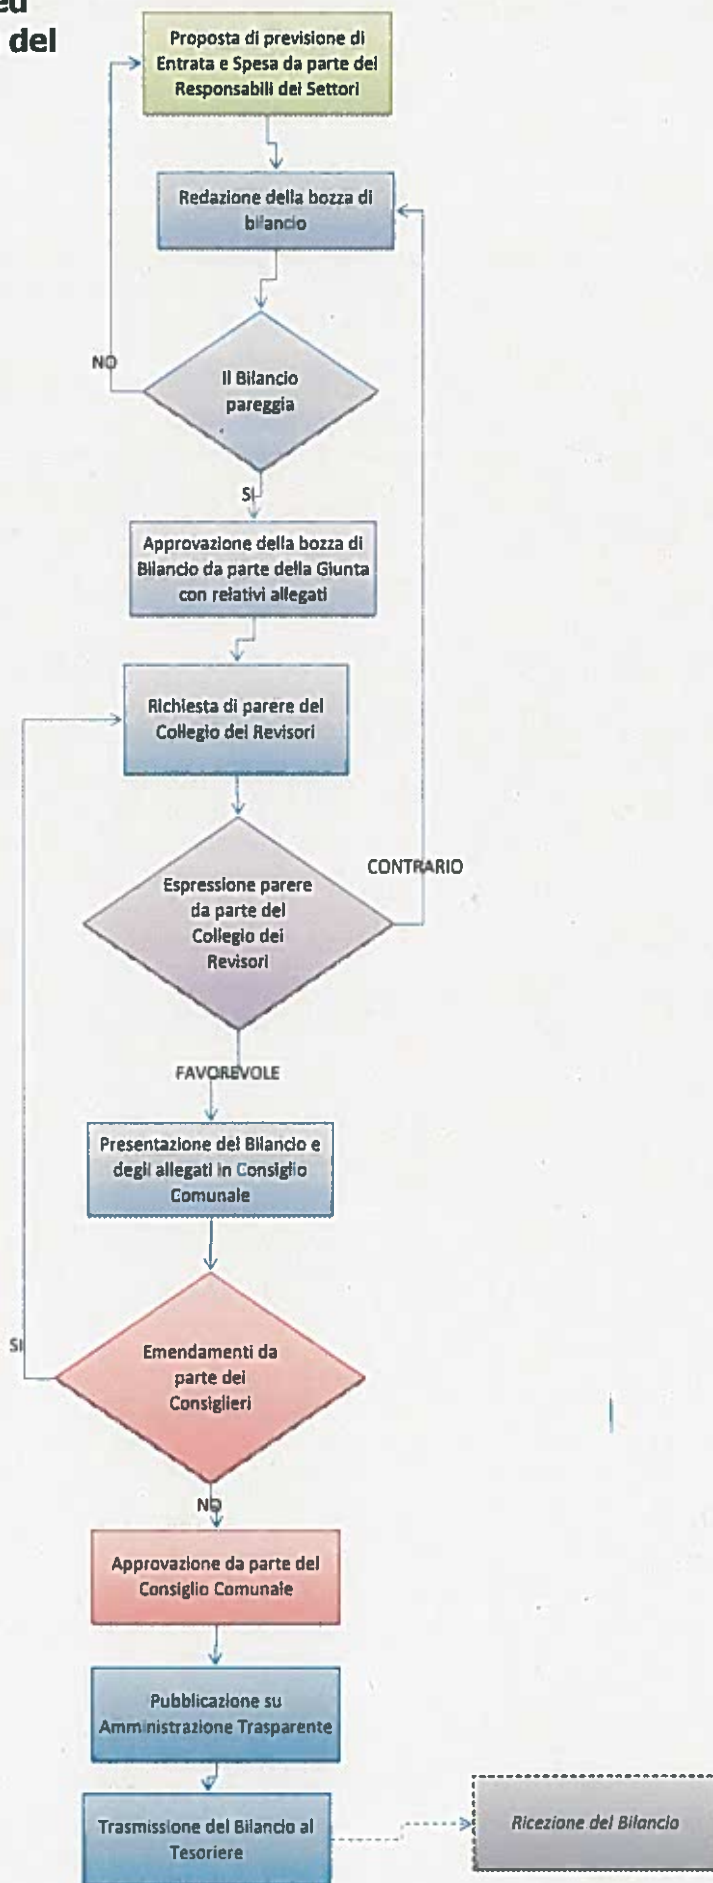 del
Proposta di previsione di
Entrata e Spesa da parte dei
Responsabili dei Settori
Redazione della bozza di
bilancio
NO
Il Bilancio
pareggia
SI
Approvazione della bozza di
Bilancio da parte della Giunta
con relativi allegati
Richiesta di parere del
Collegio dei Revisori
CONTRARIO
Espressione parere
da parte del
Collegio dei
Revisori
FAVOREVOLE
Presentazione del Bilancio e
degli allegati in Consiglio
Comunale
SI
Emendamenti da
parte dei
Consiglieri
NO
Approvazione da parte del
Consiglio Comunale
Pubblicazione su
Amministrazione Trasparente
Trasmissione del Bilancio al
Tesoriere
Ricezione del Bilancio